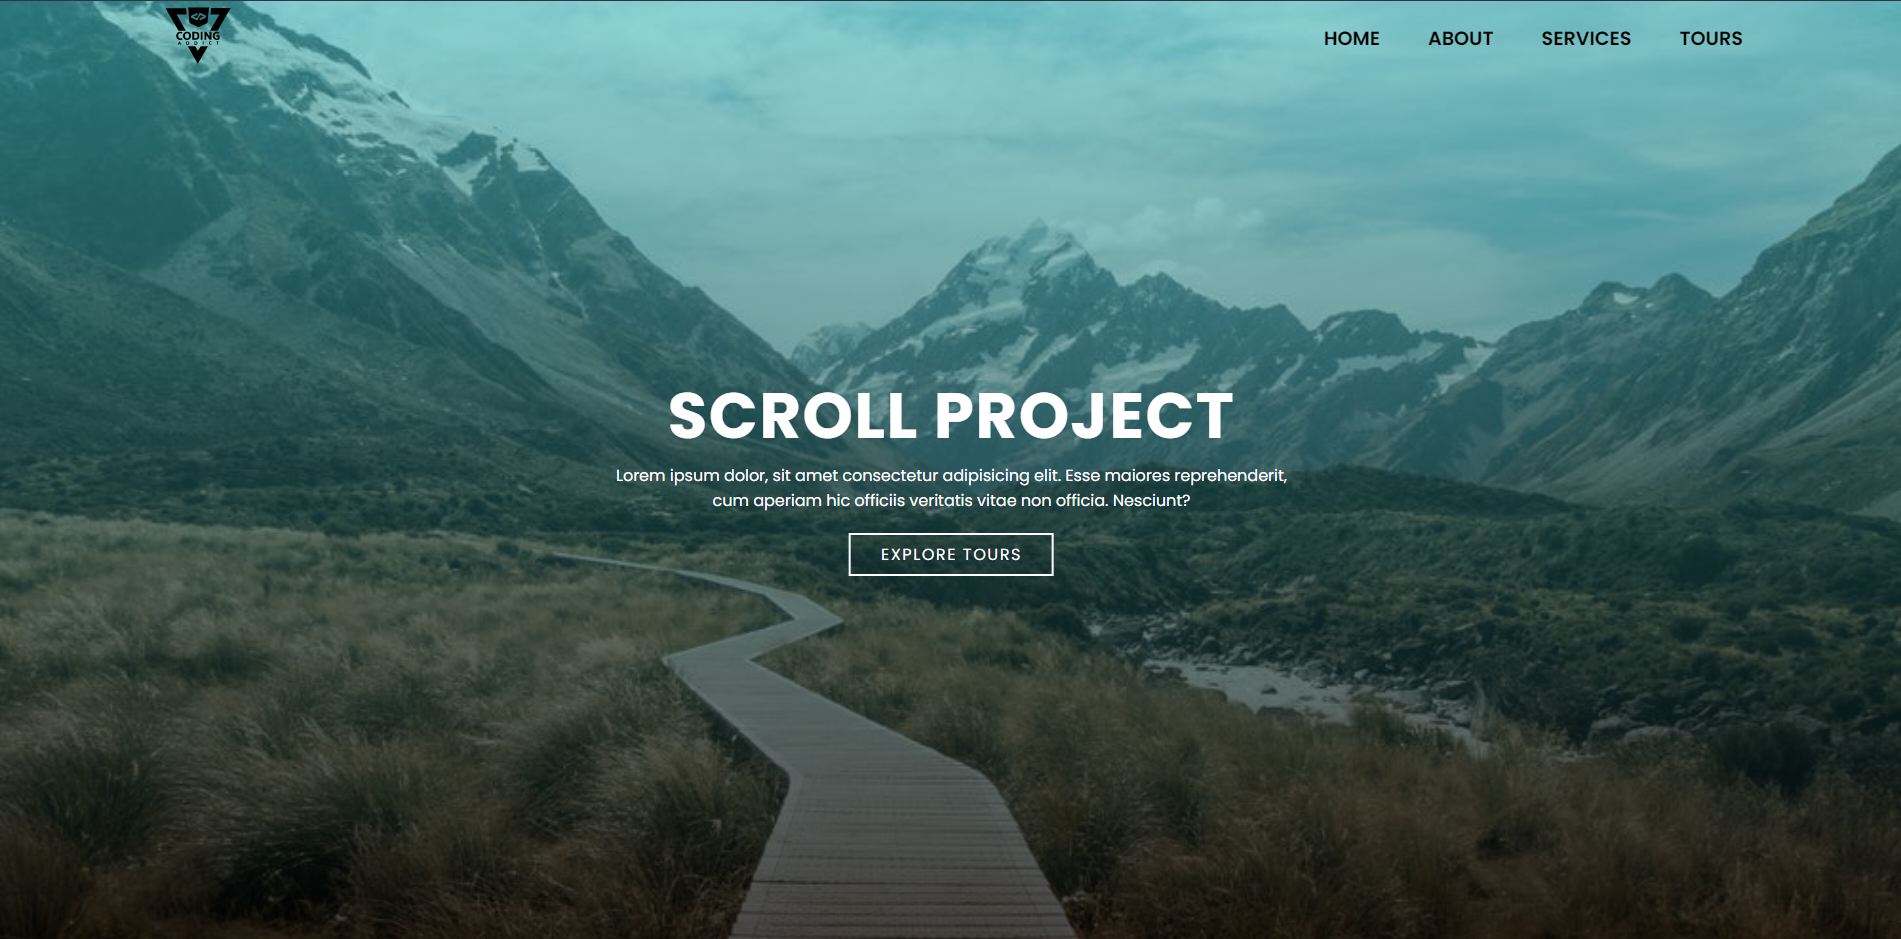 </>
CODING
ADDICT
HOME ABOUT SERVICES TOURS
SCROLL PROJECT
Lorem ipsum dolor, sit amet consectetur adipisicing elit. Esse maiores reprehenderit,
cum aperiam hic officiis veritatis vitae non officia. Nesciunt?
EXPLORE TOURS